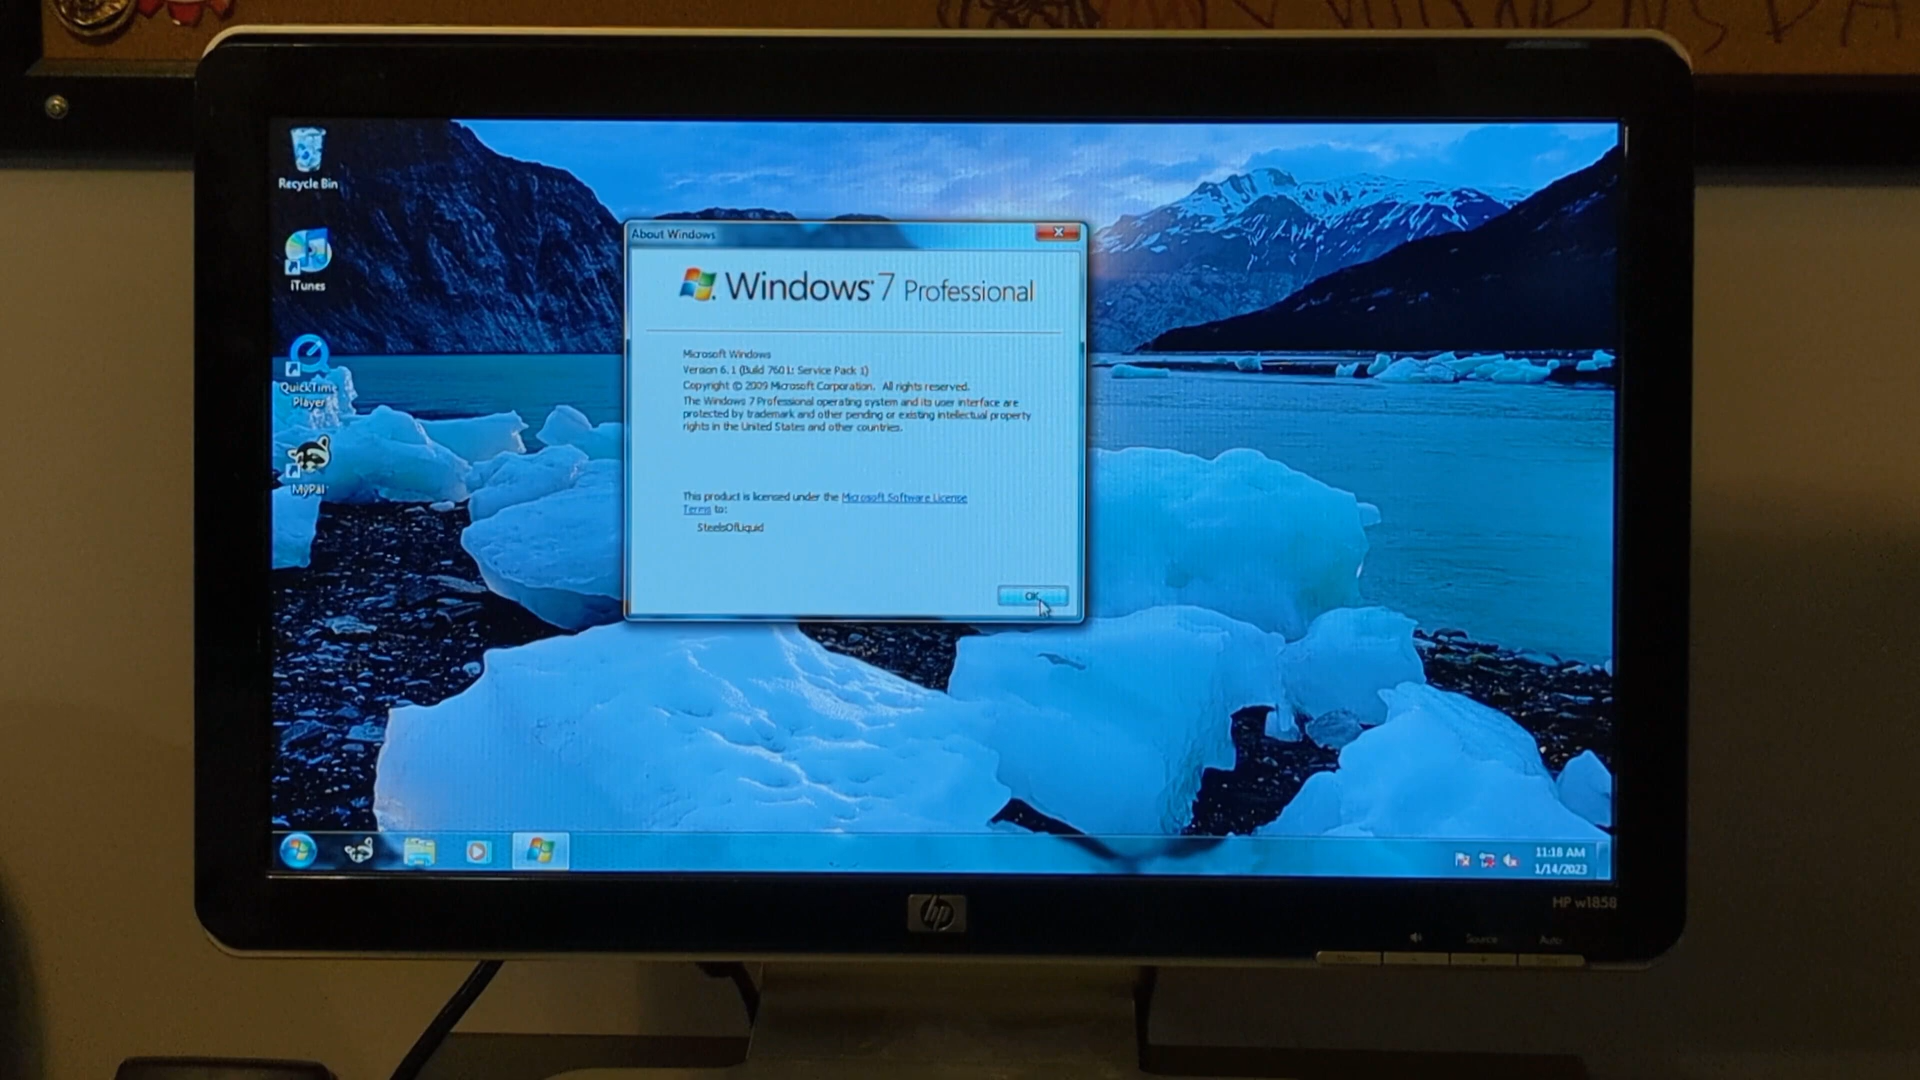 Recycle Bin
iTunes
QuickTime
Player
MyPal
About Windows
Windows 7 Professional
Microsoft Windows
Version 6.1 (Build 7601: Service Pack 1)
Copyright © 2009 Microsoft Corporation. All rights reserved.
The Windows 7 Professional operating system and its user interface are
protected by trademark and other pending or existing intellectual property
rights in the United States and other countries.
This product is licensed under the Microsoft Software License
Terms to:
SteelsOfLiquid
OK
11:18 AM
1/14/2023
hp
HP w1858
Source
Auto
Menu